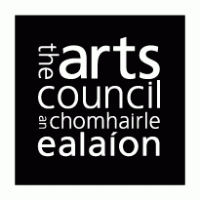 the arts
council
an chomhairle
ealaíon